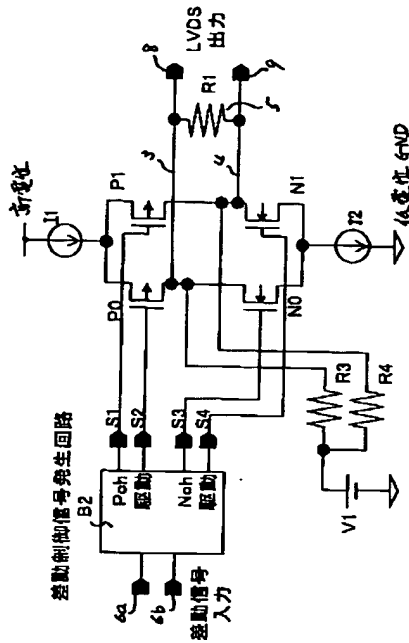 差動制御信号発生回路
B2
6a
6b
差動信号
入力
Pch
駆動
Nch
駆動
S1
S2
S3
S4
高電位
I1
P0
P1
3
4
R1
5
8
9
LVDS
出力
N0
N1
I2
低電位 GND
R3
R4
V1